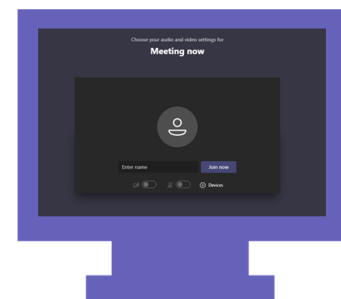 Choose your audio and video settings for
Meeting now
Enter name
Join now
Devices